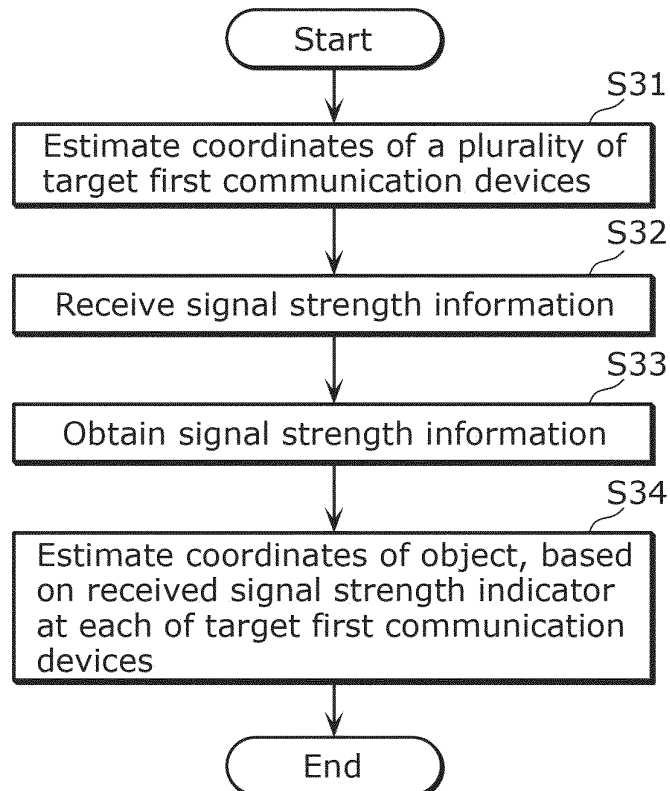 Start
S31
Estimate coordinates of a plurality of
target first communication devices
S32
Receive signal strength information
S33
Obtain signal strength information
S34
Estimate coordinates of object, based
on received signal strength indicator
at each of target first communication
devices
End